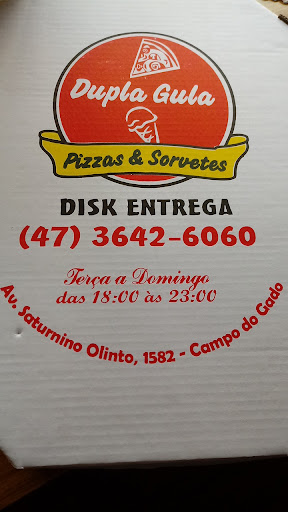 Dupla Gula
Pizzas & Sorvetes
DISK ENTREGA
(47) 3642-6060
Terça a Domingo
das 18:00 às 23:00
Av. Saturnino Olinto, 1582 - Campo do Gado